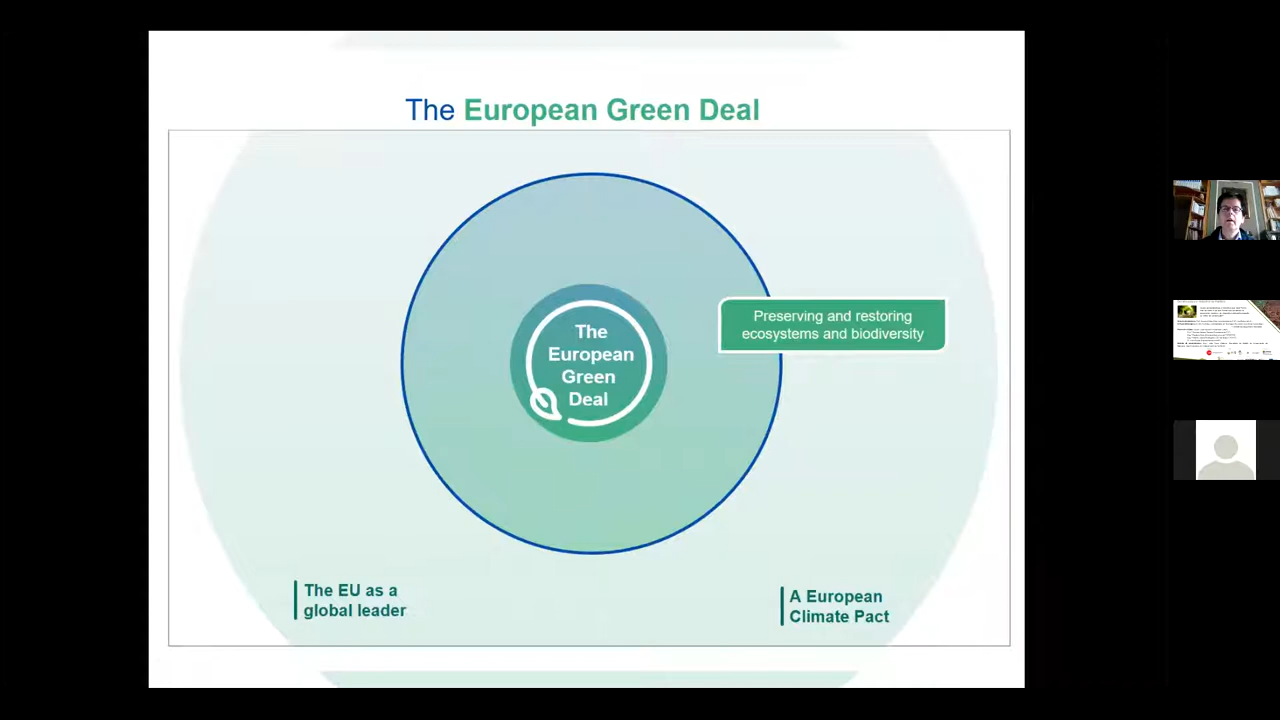 The European Green Deal
The
European
Green
Deal
Preserving and restoring
ecosystems and biodiversity
The EU as a
global leader
A European
Climate Pact